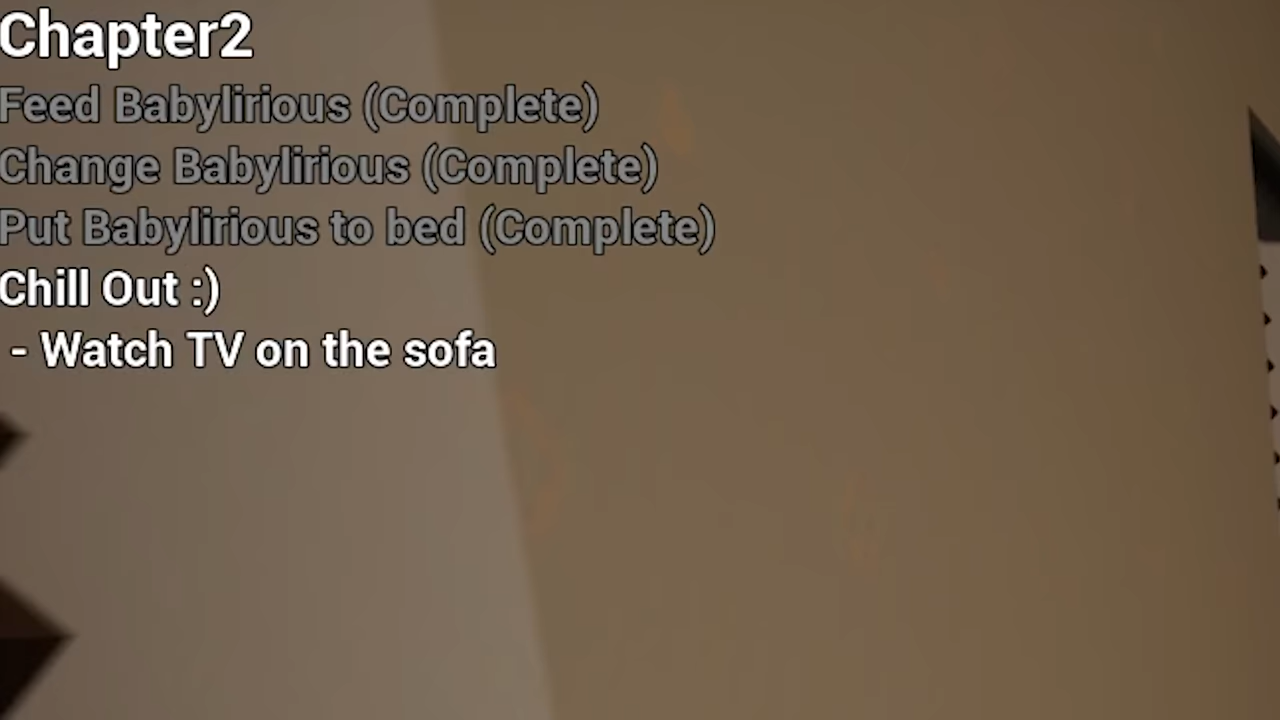 Chapter2
Feed Babylirious (Complete)
Change Babylirious (Complete)
Put Babylirious to bed (Complete)
Chill Out :)
- Watch TV on the sofa